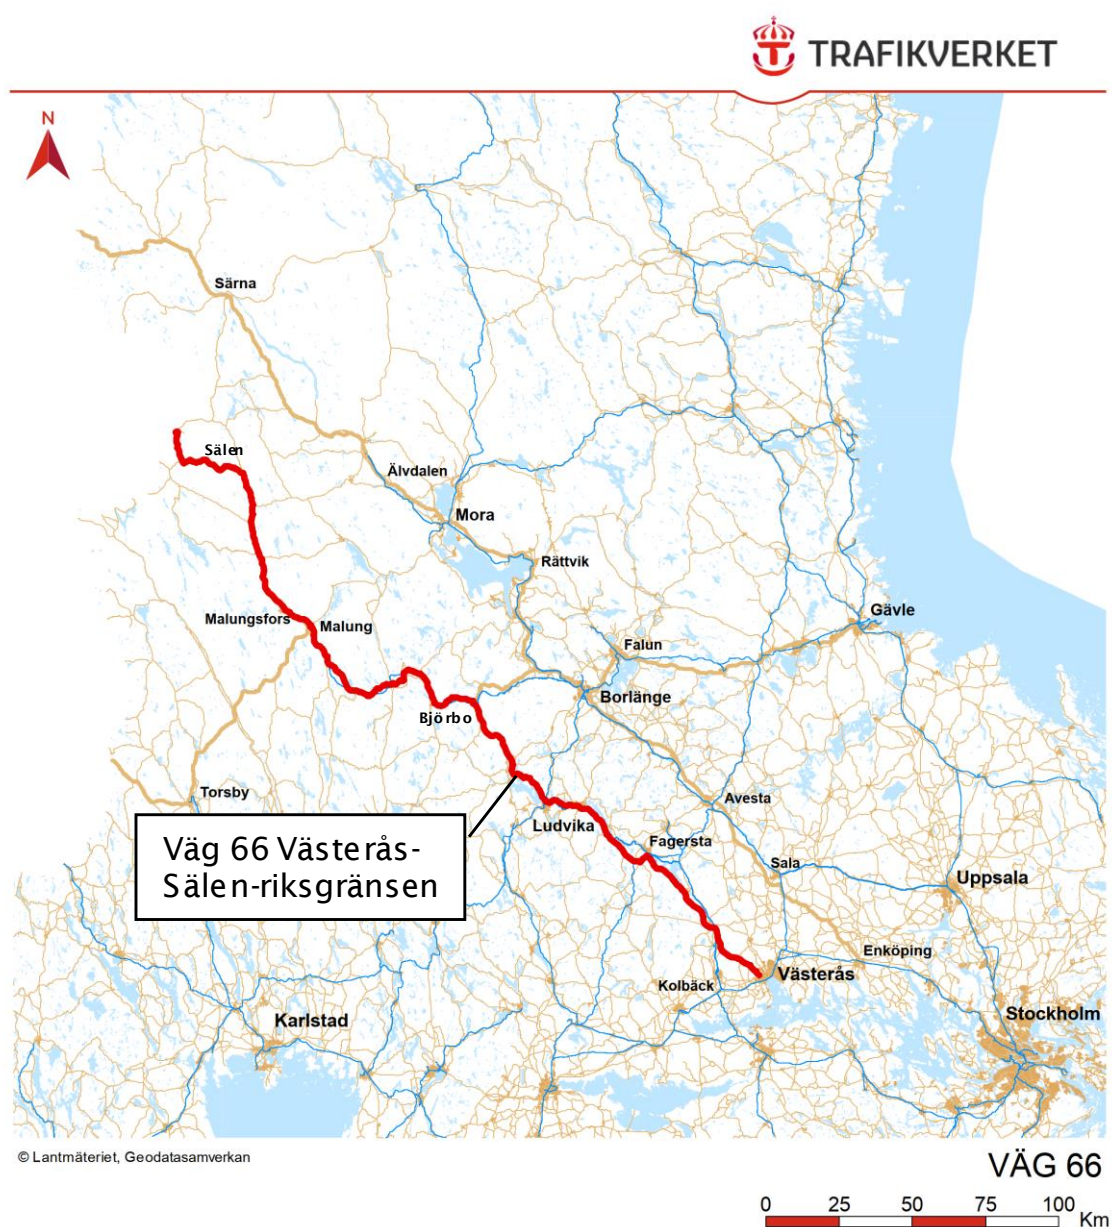 TRAFIKVERKET
N
Särna
Sälen
Älvdalen
Mora
Rättvik
Malungsfors
Malung
Gävle
Falun
Borlänge
Björbo
Torsby
Avesta
Väg 66 Västerås-
Sälen-riksgränsen
Ludvika
Fagersta
Sala
Uppsala
Enköping
Västerås
Kolbäck
Stockholm
Karlstad
© Lantmäteriet, Geodatasamverkan
VÄG 66
0 25 50 75 100
Km